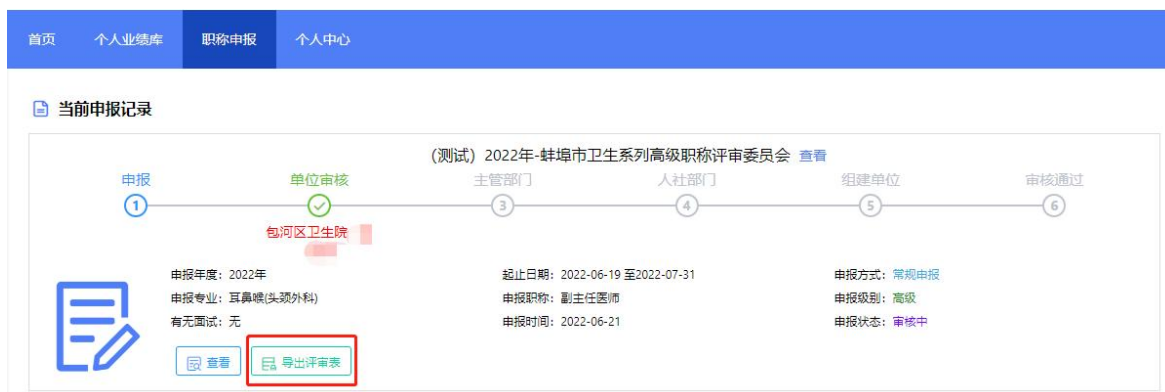 首页 个人业绩库 职称申报 个人中心
当前申报记录
(测试) 2022年-蚌埠市卫生系列高级职称评审委员会 查看
申报 单位审核 主管部门 人社部门 组建单位 审核通过
1 3 4 5 6
包河区卫生院
申报年度：2022年 起止日期：2022-06-19 至2022-07-31 申报方式：常规申报
申报专业：耳鼻喉(头颈外科) 申报职称：副主任医师 申报级别：高级
有无面试：无 申报时间：2022-06-21 申报状态：审核中
查看 导出评审表